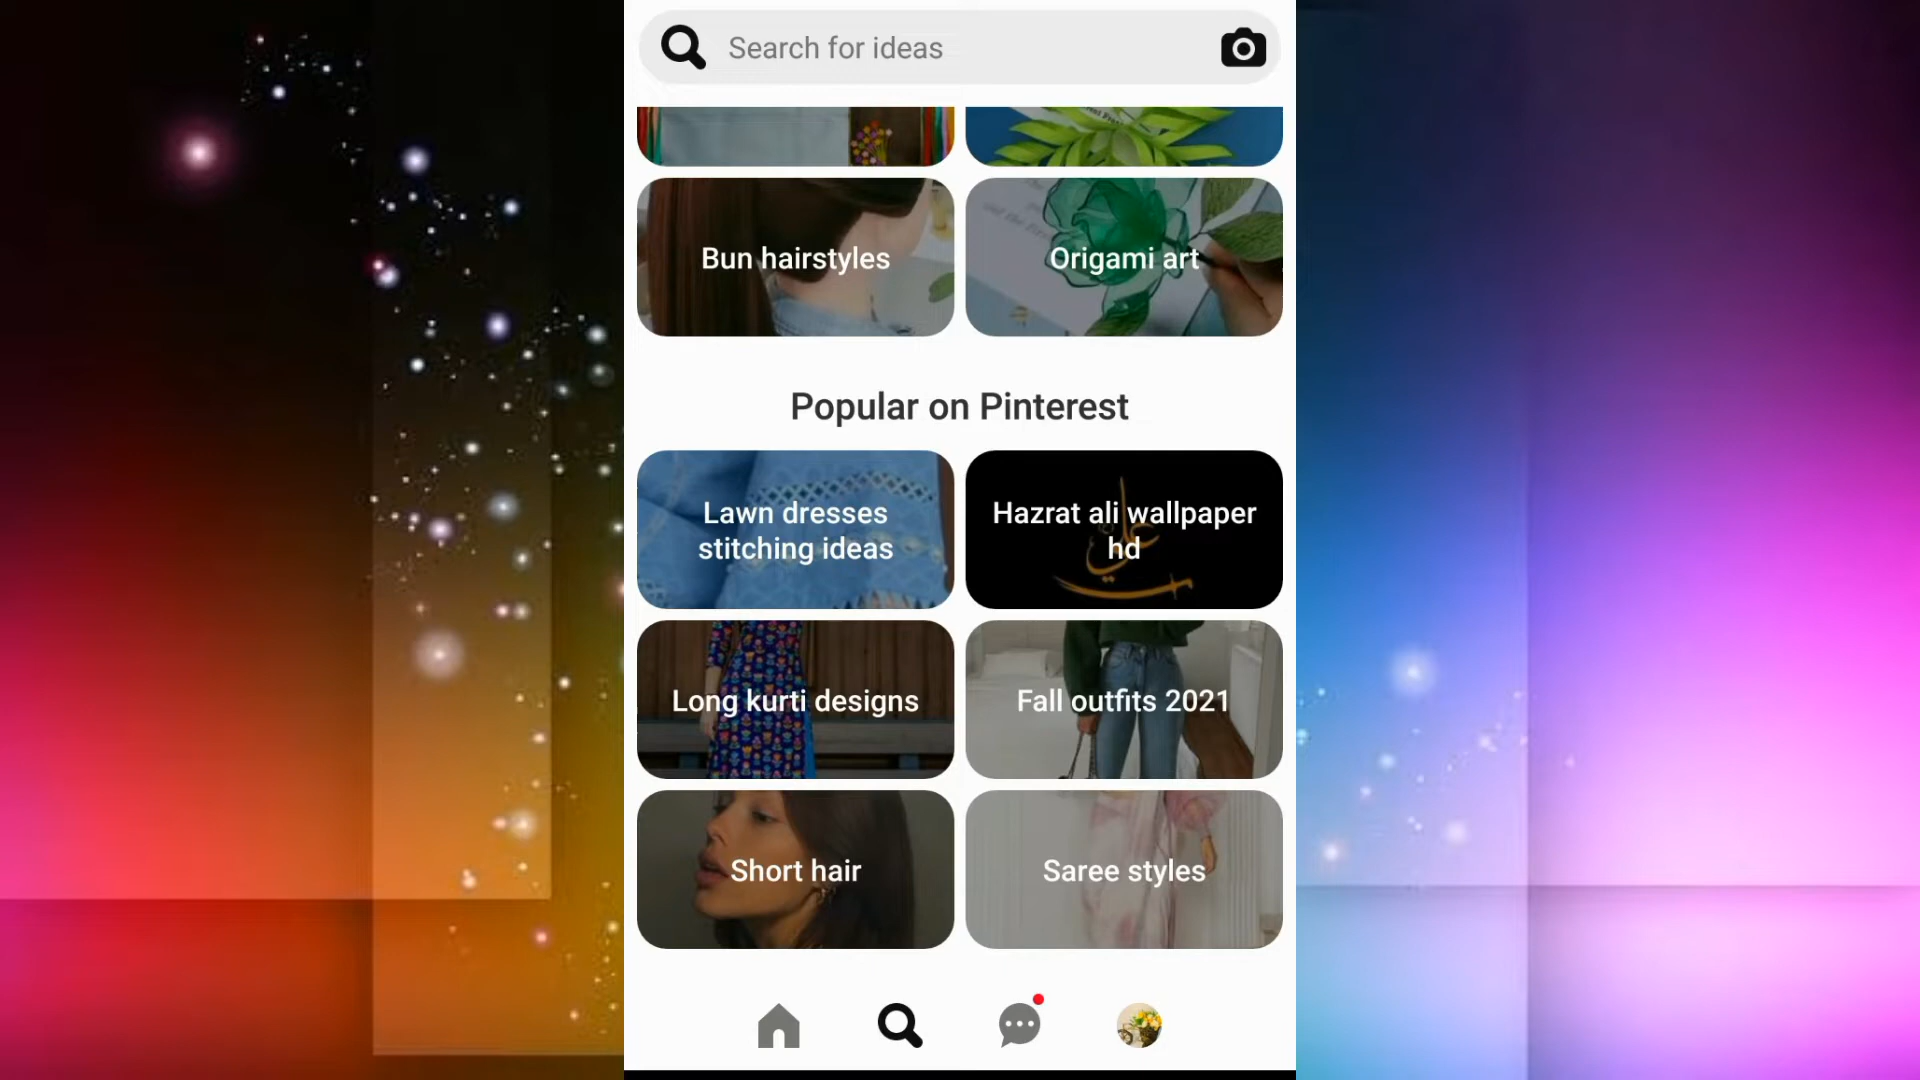 Search for ideas
Bun hairstyles
Origami art
Popular on Pinterest
Lawn dresses
stitching ideas
Hazrat ali wallpaper
hd
علي
Long kurti designs
Fall outfits 2021
Short hair
Saree styles